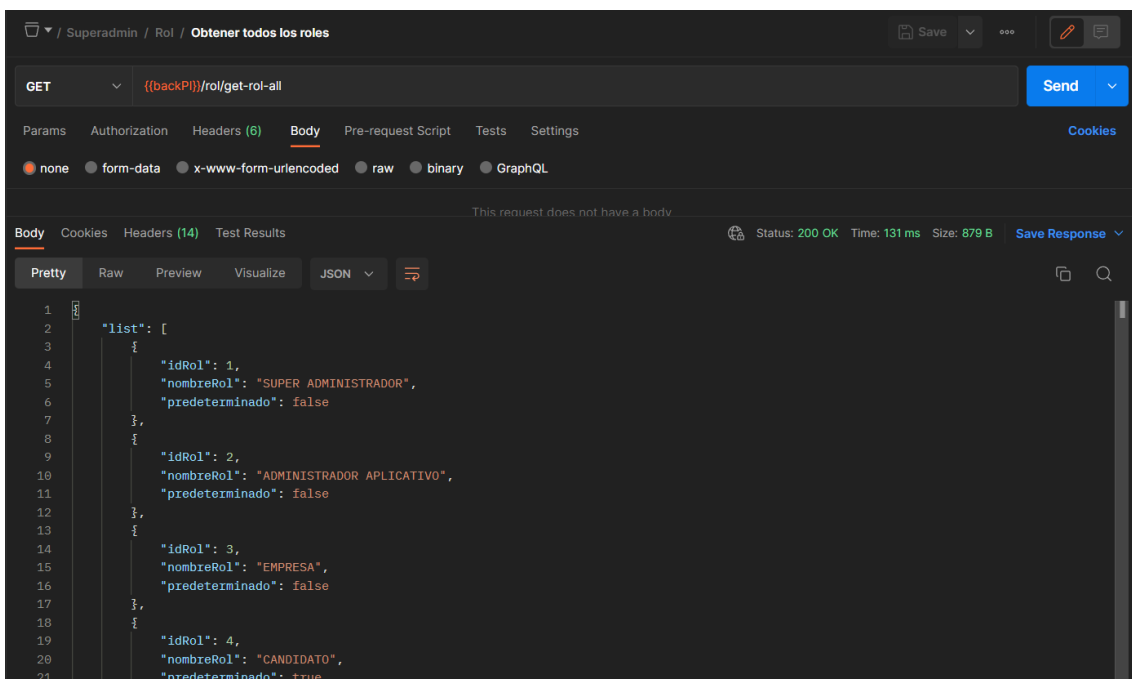 / Superadmin / Rol / Obtener todos los roles
Save
GET
{{backPI}}/rol/get-rol-all
Send
Params Authorization Headers (6) Body Pre-request Script Tests Settings
Cookies
none form-data x-www-form-urlencoded raw binary GraphQL
This request does not have a body
Body Cookies Headers (14) Test Results
Status: 200 OK Time: 131 ms Size: 879 B Save Response
Pretty Raw Preview Visualize JSON
1 {
2 "list": [
3 {
4 "idRol": 1,
5 "nombreRol": "SUPER ADMINISTRADOR",
6 "predeterminado": false
7 },
8 {
9 "idRol": 2,
10 "nombreRol": "ADMINISTRADOR APLICATIVO",
11 "predeterminado": false
12 },
13 {
14 "idRol": 3,
15 "nombreRol": "EMPRESA",
16 "predeterminado": false
17 },
18 {
19 "idRol": 4,
20 "nombreRol": "CANDIDATO",
21 "predeterminado": true